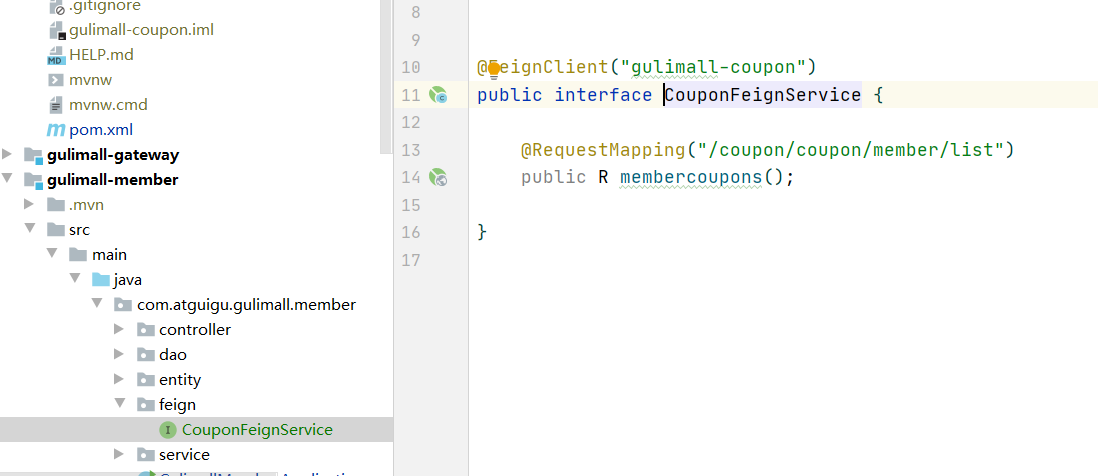 .gitignore
gulimall-coupon.iml
HELP.md
mvnw
mvnw.cmd
pom.xml
gulimall-gateway
gulimall-member
.mvn
src
main
java
com.atguigu.gulimall.member
controller
dao
entity
feign
CouponFeignService
service
8
9
10 @FeignClient("gulimall-coupon")
11 public interface CouponFeignService {
12
13 @RequestMapping("/coupon/coupon/member/list")
14 public R membercoupons();
15
16 }
17